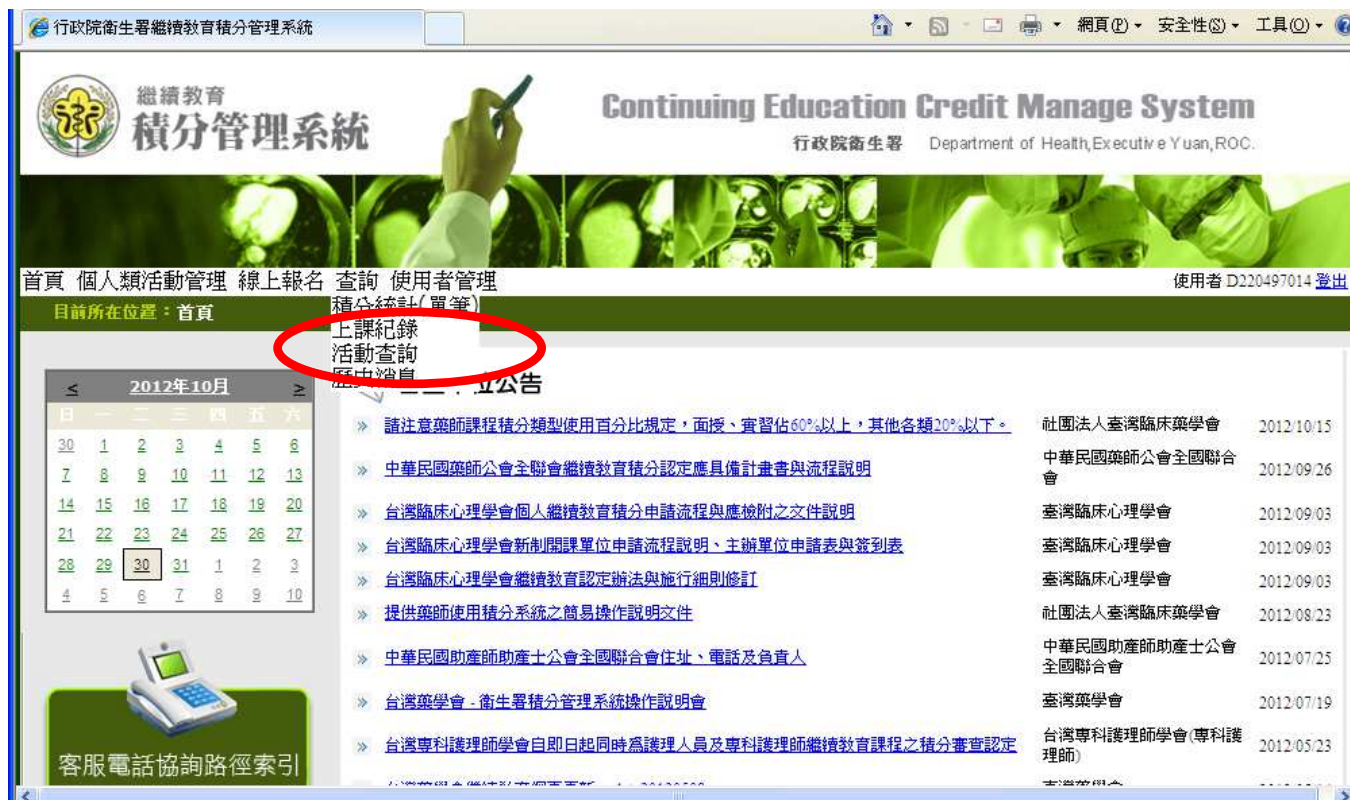 行政院衛生署繼續教育積分管理系統
網頁(P) 安全性(S) 工具(O)
繼續教育
積分管理系統
Continuing Education Credit Manage System
行政院衛生署 Department of Health,Executive Yuan,ROC.
首頁 個人類活動管理 線上報名 查詢 使用者管理
使用者 D220497014 登出
目前所在位置：首頁
積分統計(單筆)
上課紀錄
活動查詢
歷史消息
公告
≤ 2012年10月 ≥
日 一 二 三 四 五 六
30 1 2 3 4 5 6
7 8 9 10 11 12 13
14 15 16 17 18 19 20
21 22 23 24 25 26 27
28 29 30 31 1 2 3
4 5 6 7 8 9 10
客服電話協詢路徑索引
» 請注意藥師課程積分類型使用百分比規定，面授、實習佔60%以上，其他各類20%以下。 社團法人臺灣臨床藥學會 2012/10/15
» 中華民國藥師公會全聯會繼續教育積分認定應具備計畫書與流程說明 中華民國藥師公會全國聯合會 2012/09/26
» 台灣臨床心理學會個人繼續教育積分申請流程與應檢附之文件說明 臺灣臨床心理學會 2012/09/03
» 台灣臨床心理學會新制開課單位申請流程說明、主辦單位申請表與簽到表 臺灣臨床心理學會 2012/09/03
» 台灣臨床心理學會繼續教育認定辦法與施行細則修訂 臺灣臨床心理學會 2012/09/03
» 提供藥師使用積分系統之簡易操作說明文件 社團法人臺灣臨床藥學會 2012/08/23
» 中華民國助產師助產士公會全國聯合會住址、電話及負責人 中華民國助產師助產士公會全國聯合會 2012/07/25
» 台灣藥學會 - 衛生署積分管理系統操作說明會 臺灣藥學會 2012/07/19
» 台灣專科護理師學會自即日起同時為護理人員及專科護理師繼續教育課程之積分審查認定 台灣專科護理師學會(專科護理師) 2012/05/23